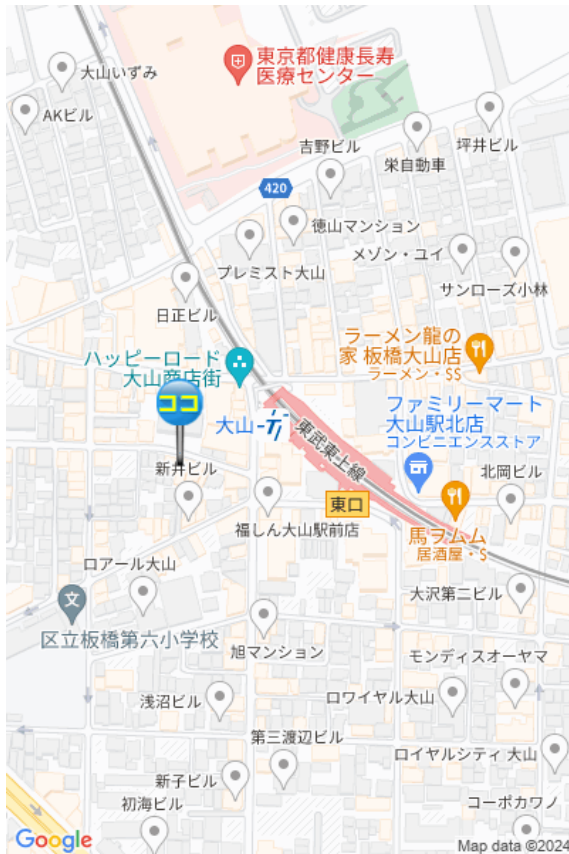 東京都健康長寿
医療センター
大山いずみ
AKビル
吉野ビル
栄自動車
坪井ビル
420
徳山マンション
メゾン・ユイ
プレミスト大山
サンローズ小林
日正ビル
ラーメン龍の
家 板橋大山店
ラーメン・SS
ハッピーロード
大山商店街
ココ
大山
東武東上線
ファミリーマート
大山駅北店
コンビニエンスストア
新井ビル
北岡ビル
東口
福しん大山駅前店
馬ヲムム
居酒屋・S
ロアール大山
大沢第二ビル
区立板橋第六小学校
旭マンション
モンディスオーヤマ
浅沼ビル
ロワイヤル大山
第三渡辺ビル
ロイヤルシティ 大山
新子ビル
初海ビル
コーポカワノ
Google
Map data ©2024